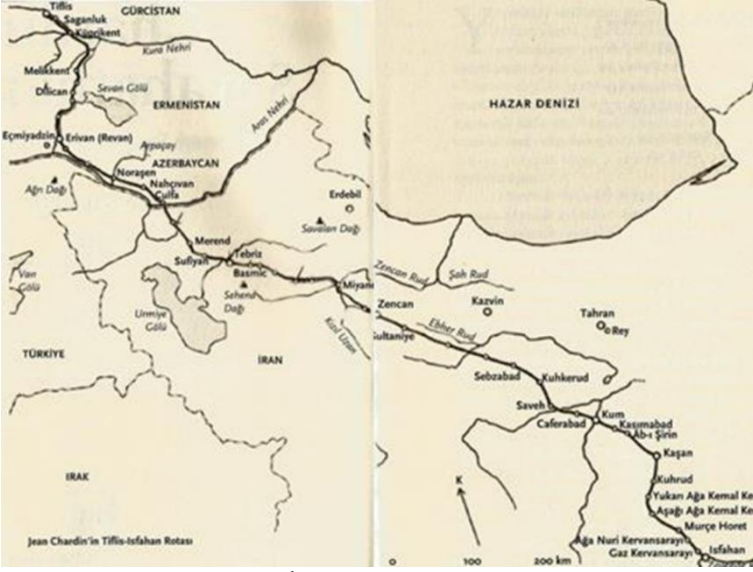 Tiflis
GÜRCİSTAN
Saganluk
Küprikent
Kura Nehri
Melikkent
Dilican
Sevan Gölü
ERMENİSTAN
Aras Nehri
HAZAR DENİZİ
Eçmiyadzin
Erivan (Revan)
Arpaçay
AZERBAYCAN
Noraşen
Nahçıvan
Culfa
Ağrı Dağı
Erdebil
Savalan Dağı
Merend
Sufiyan
Tebriz
Basmic
Van
Gölü
Sehend
Dağı
Miyan
Urmiye
Gölü
Kızıl Uzan
Zencan Rud
Şah Rud
Zencan
Kazvin
Tahran
Rey
Sultaniye
Ebher Rud
TÜRKİYE
İRAN
Sebzabad
Kuhkerud
Saveh
Kum
Caferabad
Kasımabad
Âb-ı Şirin
Kaşan
IRAK
K
Kuhrud
Yukarı Ağa Kemal Ke
Aşağı Ağa Kemal Ke
Murçe Horet
Jean Chardin'in Tiflis-Isfahan Rotası
Ağa Nuri Kervansarayı
Gaz Kervansarayı
Isfahan
0 100 200 km